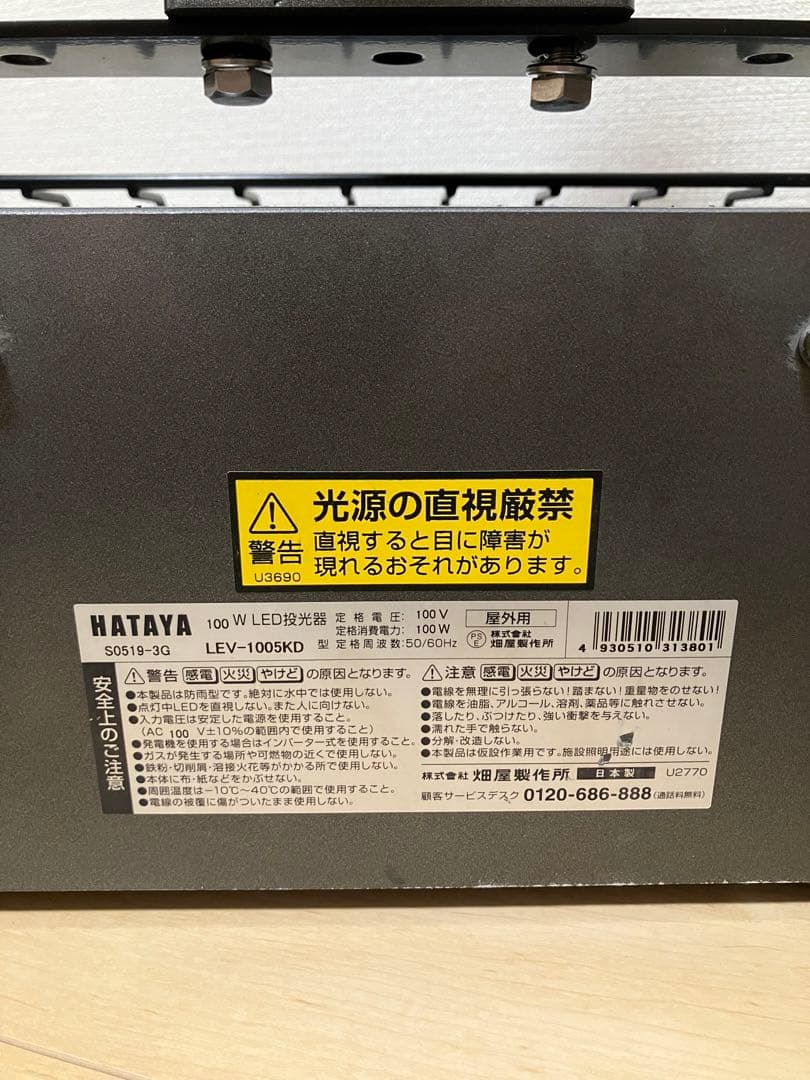 光源の直視厳禁
警告
直視すると目に障害が
現れるおそれがあります。
U3690
HATAYA 100 W LED投光器 定格電圧: 100 V 屋外用
定格消費電力: 100 W PSE 株式会社 畑屋製作所
S0519-3G LEV-1005KD 型 定格周波数: 50/60Hz
4 930510 313801
安全上のご注意
警告 感電 火災 やけど の原因となります。
●本製品は防雨型です。絶対に水中では使用しない。
●点灯中LEDを直視しない。また人に向けない。
●入力電圧は安定した電源を使用すること。
(AC 100 V±10%の範囲内で使用すること)
●発電機を使用する場合はインバーター式を使用すること。
●ガスが発生する場所や可燃物の近くで使用しない。
●鉄粉・切削屑・溶接火花等がかかる所で使用しない。
●本体に布・紙などをかぶせない。
●周囲温度は−10℃〜40℃の範囲で使用すること。
●電線の被覆に傷がついたまま使用しない。
注意 感電 火災 やけど の原因となります。
●電線を無理に引っ張らない!踏まない!重量物をのせない!
●電線を油脂、アルコール、溶剤、薬品等に触れさせない。
●落したり、ぶつけたり、強い衝撃を与えない。
●濡れた手で触らない。
●分解・改造しない。
●本製品は仮設作業用です。施設照明用途には使用しない。
株式会社 畑屋製作所 日本製 U2770
顧客サービスデスク 0120-686-888(通話料無料)